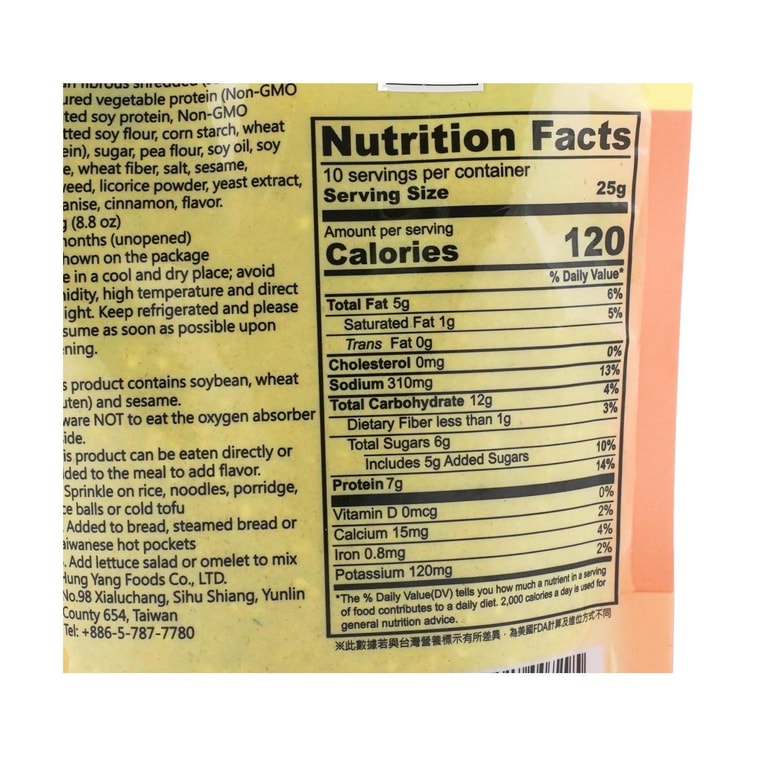 ured vegetable protein (Non-GMO
ted soy protein, Non-GMO
tted soy flour, corn starch, wheat
ein), sugar, pea flour, soy oil, soy
e, wheat fiber, salt, sesame,
weed, licorice powder, yeast extract,
anise, cinnamon, flavor.
g (8.8 oz)
nonths (unopened)
hown on the package
e in a cool and dry place; avoid
idity, high temperature and direct
ight. Keep refrigerated and please
sume as soon as possible upon
ning.
s product contains soybean, wheat
uten) and sesame.
ware NOT to eat the oxygen absorber
side.
is product can be eaten directly or
ded to the meal to add flavor.
Sprinkle on rice, noodles, porridge,
ce balls or cold tofu
. Added to bread, steamed bread or
aiwanese hot pockets
. Add lettuce salad or omelet to mix
Hung Yang Foods Co., LTD.
No.98 Xialuchang, Sihu Shiang, Yunlin
County 654, Taiwan
Tel: +886-5-787-7780
Nutrition Facts
10 servings per container
Serving Size 25g
Amount per serving
Calories 120
% Daily Value*
Total Fat 5g 6%
Saturated Fat 1g 5%
Trans Fat 0g
Cholesterol 0mg 0%
Sodium 310mg 13%
Total Carbohydrate 12g 4%
Dietary Fiber less than 1g 3%
Total Sugars 6g
Includes 5g Added Sugars 10%
Protein 7g 14%
Vitamin D 0mcg 0%
Calcium 15mg 2%
Iron 0.8mg 4%
Potassium 120mg 2%
*The % Daily Value(DV) tells you how much a nutrient in a serving
of food contributes to a daily diet. 2,000 calories a day is used for
general nutrition advice.
※此數據若與台灣營養標示有所差異，為美國FDA計算及進位方式不同